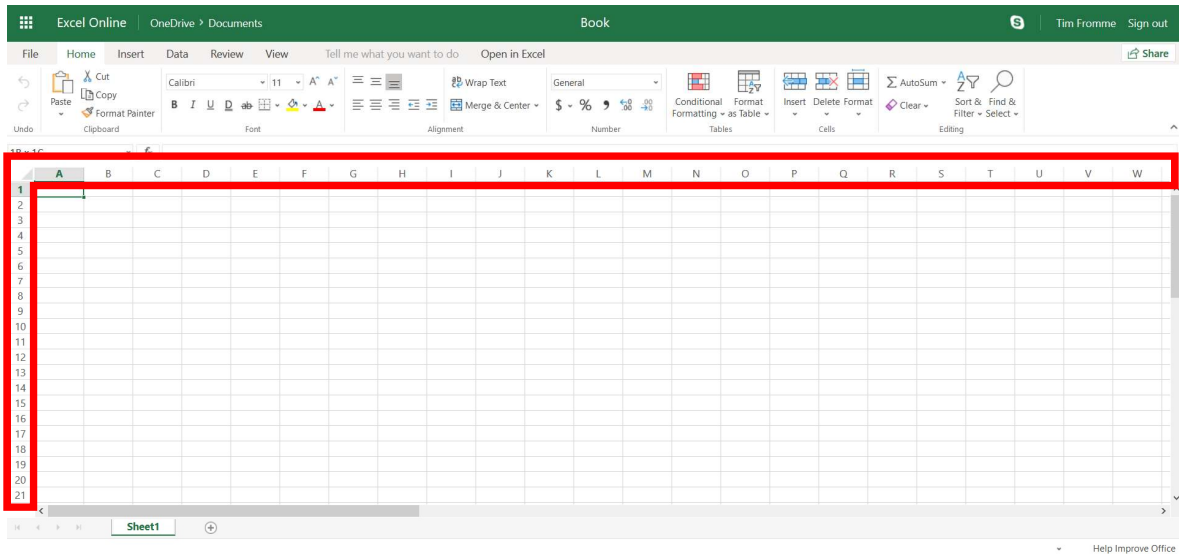 Excel Online OneDrive > Documents Book Tim Fromme Sign out
File Home Insert Data Review View Tell me what you want to do Open in Excel Share
Cut Calibri 11 Wrap Text General AutoSum
Copy
Paste Format Painter B I U D ab A Merge & Center $ % Conditional Formatting Format as Table Insert Delete Format Clear Sort & Filter Find & Select
Undo Clipboard Font Alignment Number Tables Cells Editing
A B C D E F G H I J K L M N O P Q R S T U V W
1
2
3
4
5
6
7
8
9
10
11
12
13
14
15
16
17
18
19
20
21
Sheet1
Help Improve Office